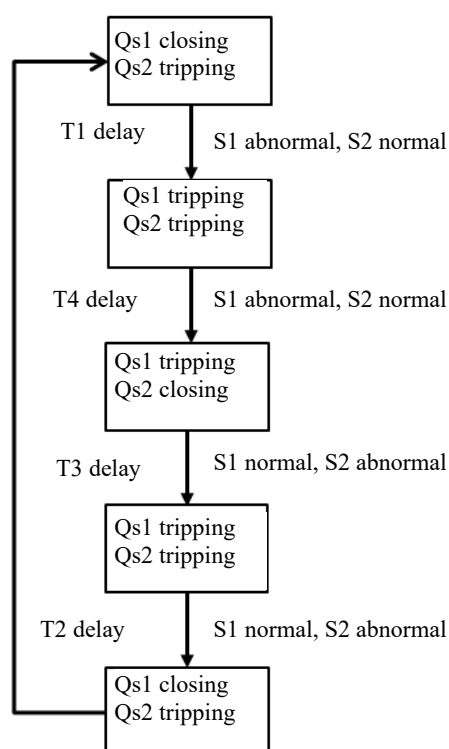 Qs1 closing
Qs2 tripping
T1 delay
S1 abnormal, S2 normal
Qs1 tripping
Qs2 tripping
T4 delay
S1 abnormal, S2 normal
Qs1 tripping
Qs2 closing
T3 delay
S1 normal, S2 abnormal
Qs1 tripping
Qs2 tripping
T2 delay
S1 normal, S2 abnormal
Qs1 closing
Qs2 tripping